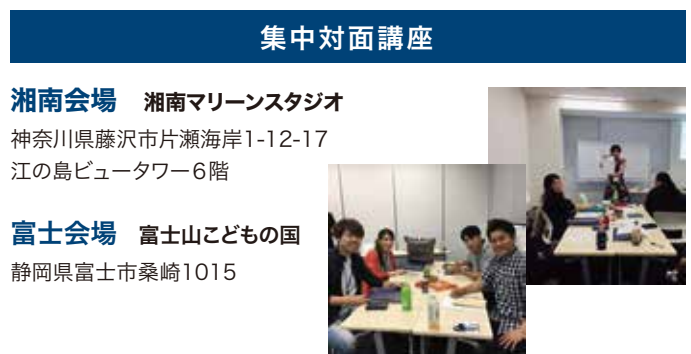 集中対面講座
湘南会場 湘南マリーンスタジオ
神奈川県藤沢市片瀬海岸1-12-17
江の島ビュータワー6階
富士会場 富士山こどもの国
静岡県富士市桑崎1015